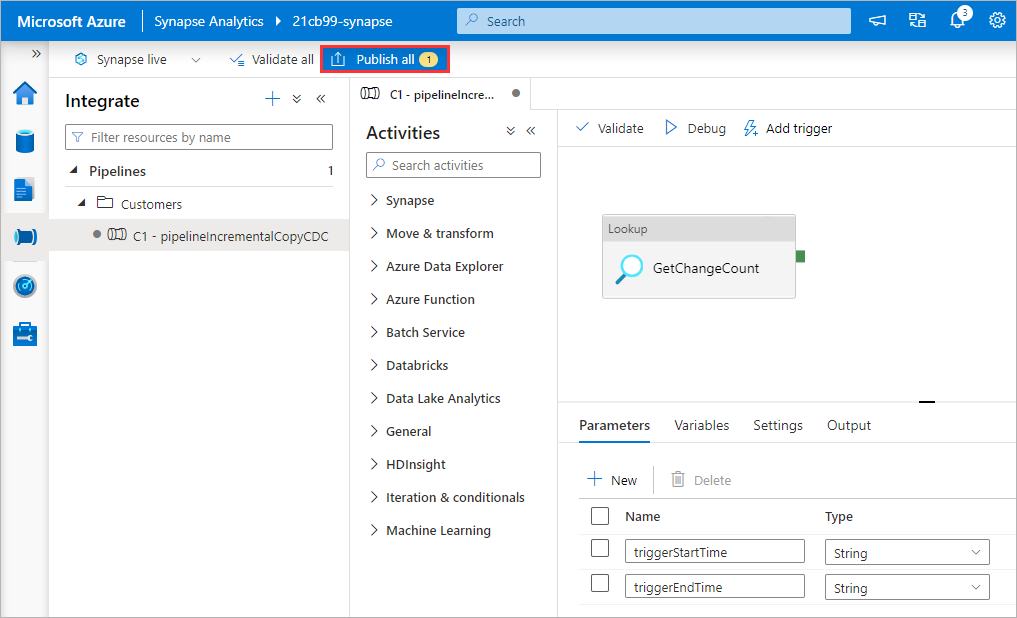 Microsoft Azure
Synapse Analytics
21cb99-synapse
Search
3
Synapse live
Validate all
Publish all
1
Integrate
Filter resources by name
Pipelines
1
Customers
C1 - pipelineIncrementalCopyCDC
C1 - pipelineIncre...
Activities
Search activities
Synapse
Move & transform
Azure Data Explorer
Azure Function
Batch Service
Databricks
Data Lake Analytics
General
HDInsight
Iteration & conditionals
Machine Learning
Validate
Debug
Add trigger
Lookup
GetChangeCount
Parameters
Variables
Settings
Output
New
Delete
Name
Type
triggerStartTime
String
triggerEndTime
String